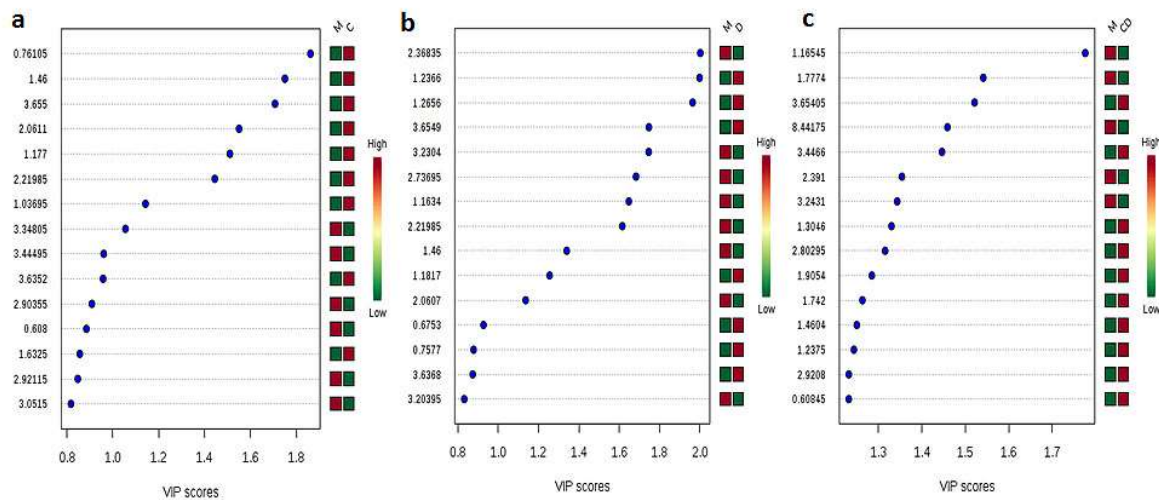 a
M C
0.76105
1.46
3.655
2.0611
1.177
2.21985
1.03695
3.34805
3.44495
3.6352
2.90355
0.608
1.6325
2.92115
3.0515
High
Low
0.8 1.0 1.2 1.4 1.6 1.8
VIP scores
b
M D
2.36835
1.2366
1.2656
3.6549
3.2304
2.73695
1.1634
2.21985
1.46
1.1817
2.0607
0.6753
0.7577
3.6368
3.20395
High
Low
0.8 1.0 1.2 1.4 1.6 1.8 2.0
VIP scores
c
M CD
1.16545
1.7774
3.65405
8.44175
3.4466
2.391
3.2431
1.3046
2.80295
1.9054
1.742
1.4604
1.2375
2.9208
0.60845
High
Low
1.3 1.4 1.5 1.6 1.7
VIP scores